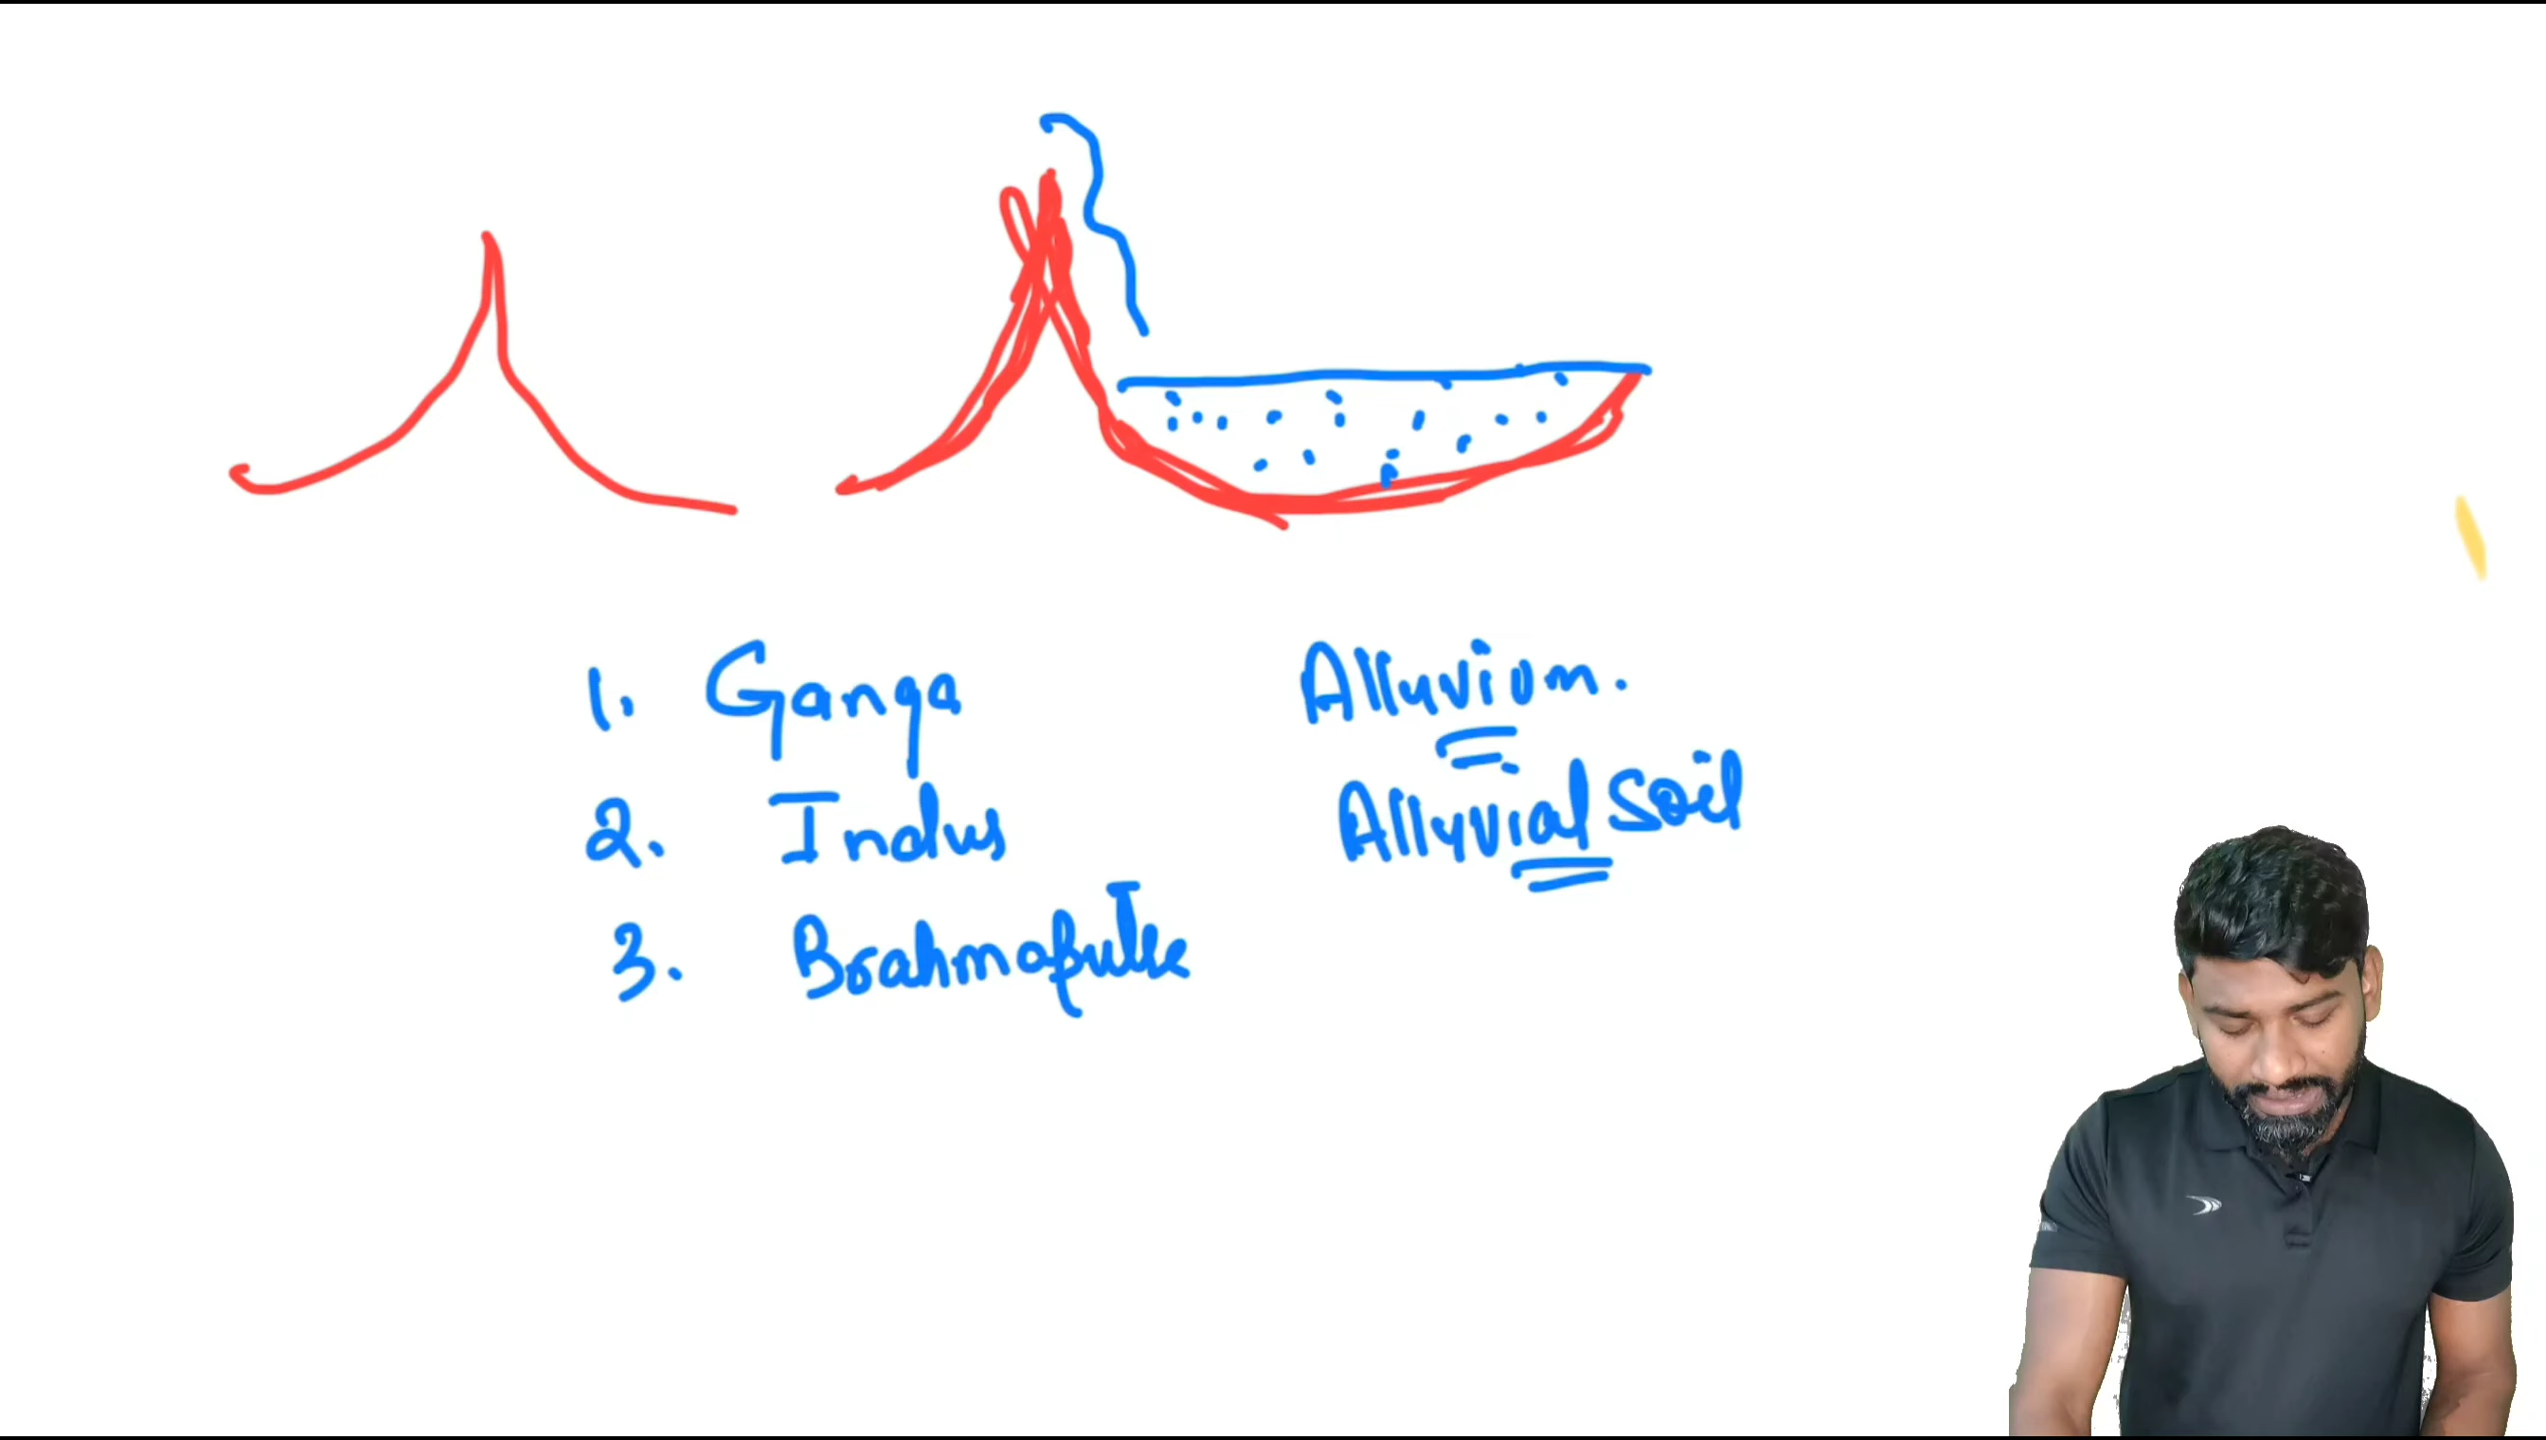 1. Ganga
2. Indus
3. Brahmaputra
Alluvium.
Alluvial Soil